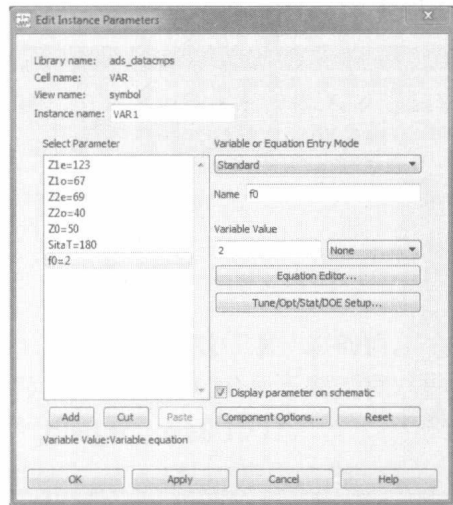 Edit Instance Parameters
X
Library name: ads_datacmps
Cell name: VAR
View name: symbol
Instance name: VAR1
Select Parameter
Z1e=123
Z1o=67
Z2e=69
Z2o=40
Z0=50
SitaT=180
f0=2
Variable or Equation Entry Mode
Standard
Name f0
Variable Value
2 None
Equation Editor...
Tune/Opt/Stat/DOE Setup...
Display parameter on schematic
Add Cut Paste Component Options... Reset
Variable Value:Variable equation
OK Apply Cancel Help